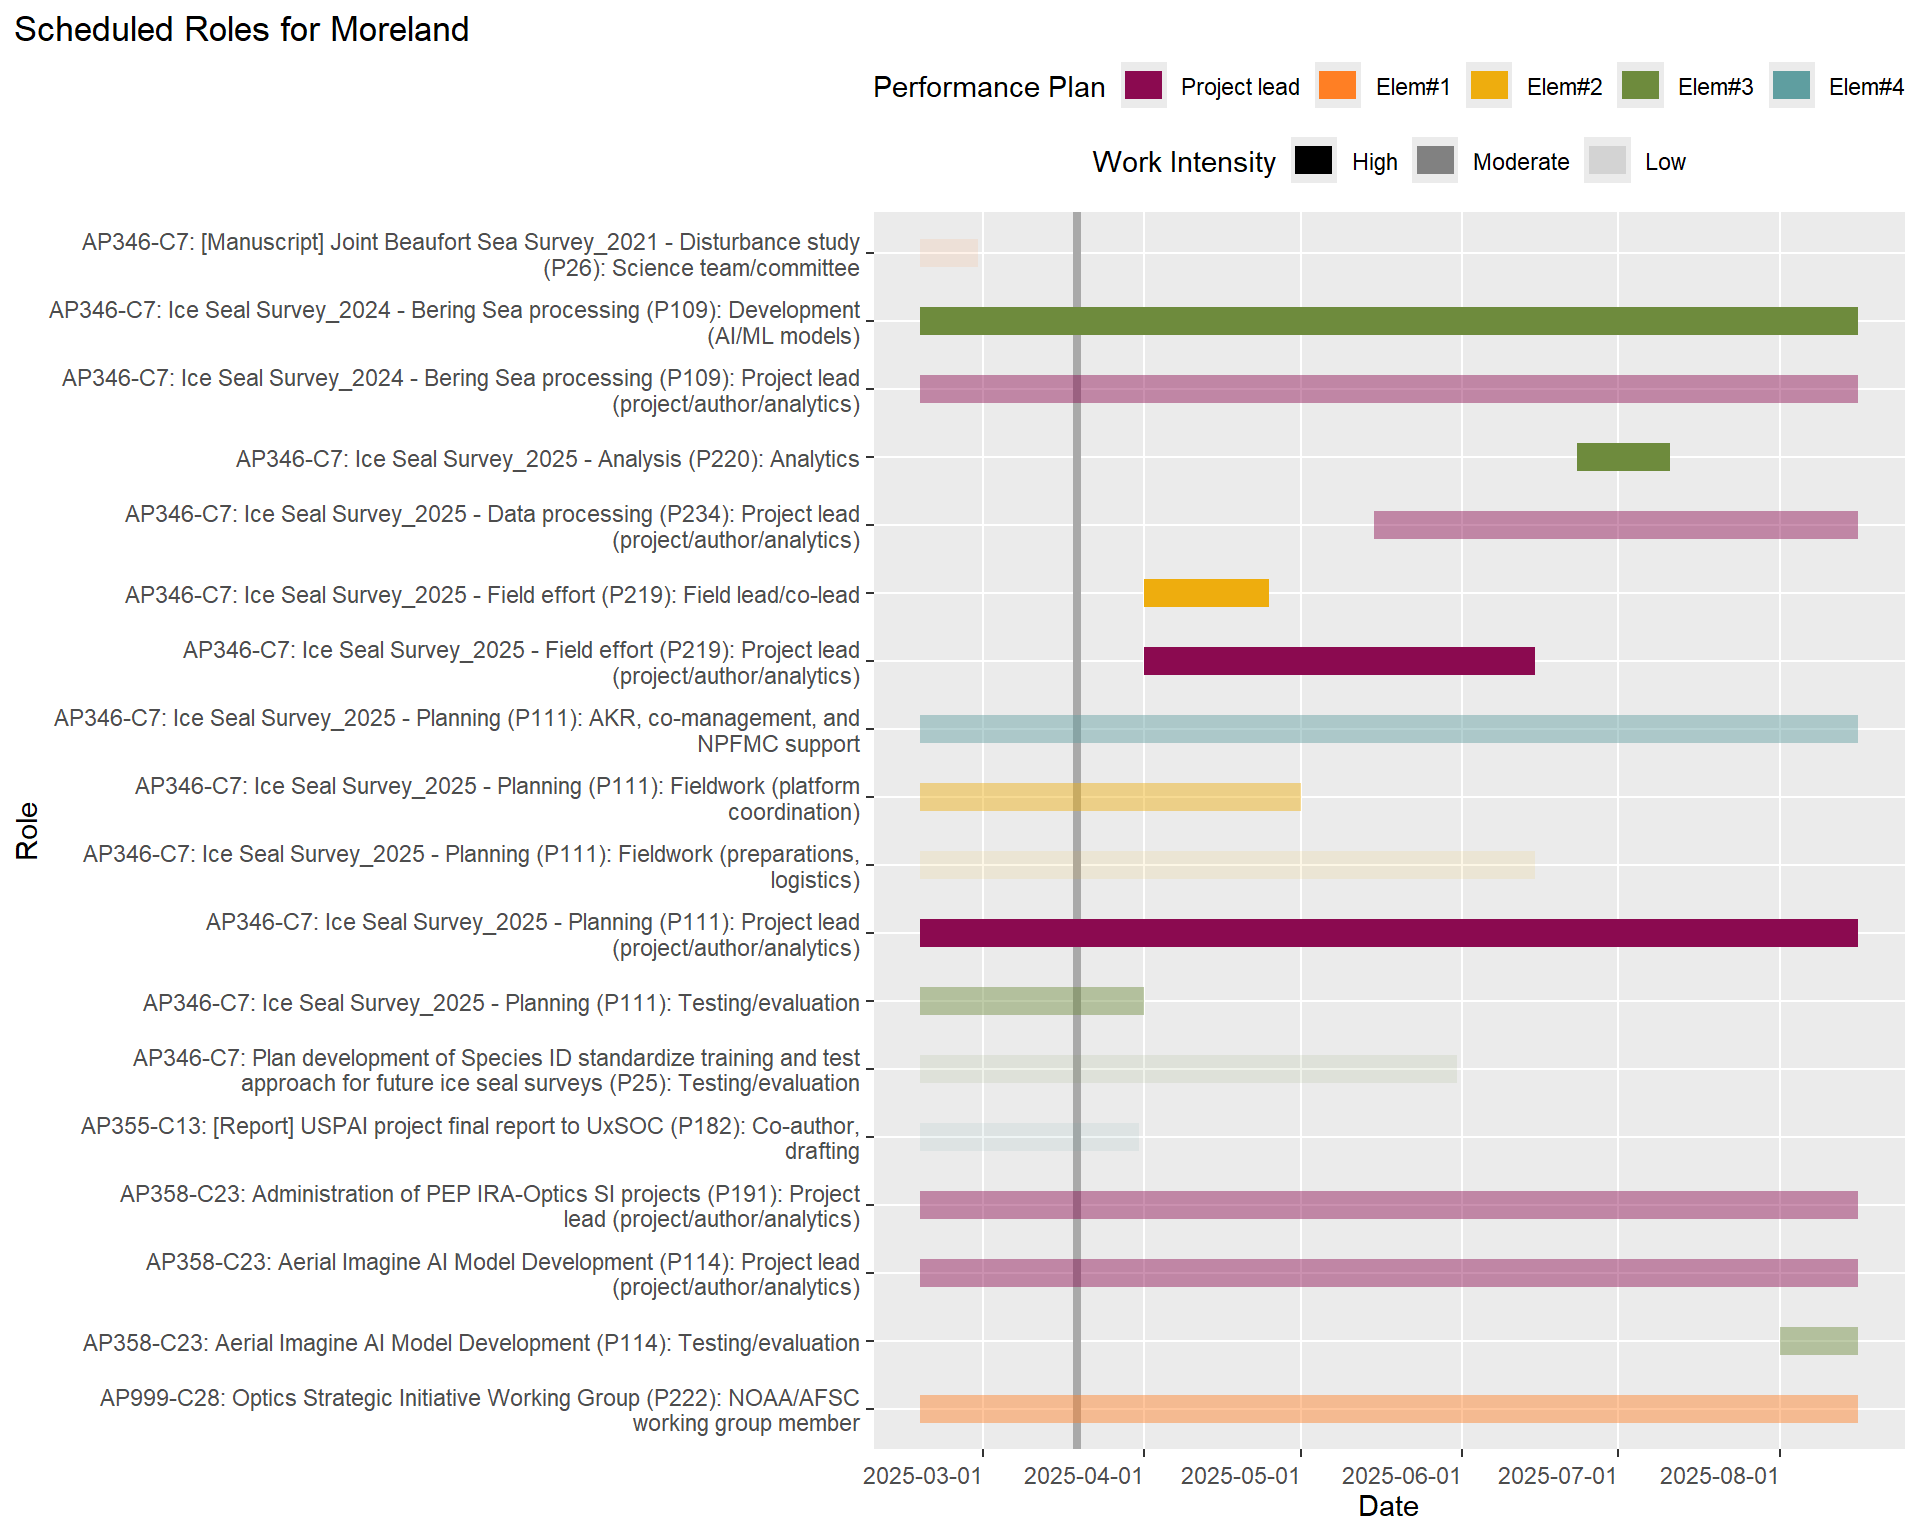 Scheduled Roles for Moreland
Performance Plan Project lead Elem#1 Elem#2 Elem#3 Elem#4
Work Intensity High Moderate Low
AP346-C7: [Manuscript] Joint Beaufort Sea Survey_2021 - Disturbance study
(P26): Science team/committee
AP346-C7: Ice Seal Survey_2024 - Bering Sea processing (P109): Development
(AI/ML models)
AP346-C7: Ice Seal Survey_2024 - Bering Sea processing (P109): Project lead
(project/author/analytics)
AP346-C7: Ice Seal Survey_2025 - Analysis (P220): Analytics
AP346-C7: Ice Seal Survey_2025 - Data processing (P234): Project lead
(project/author/analytics)
AP346-C7: Ice Seal Survey_2025 - Field effort (P219): Field lead/co-lead
AP346-C7: Ice Seal Survey_2025 - Field effort (P219): Project lead
(project/author/analytics)
AP346-C7: Ice Seal Survey_2025 - Planning (P111): AKR, co-management, and
NPFMC support
AP346-C7: Ice Seal Survey_2025 - Planning (P111): Fieldwork (platform
coordination)
AP346-C7: Ice Seal Survey_2025 - Planning (P111): Fieldwork (preparations,
logistics)
AP346-C7: Ice Seal Survey_2025 - Planning (P111): Project lead
(project/author/analytics)
AP346-C7: Ice Seal Survey_2025 - Planning (P111): Testing/evaluation
AP346-C7: Plan development of Species ID standardize training and test
approach for future ice seal surveys (P25): Testing/evaluation
AP355-C13: [Report] USPAI project final report to UxSOC (P182): Co-author,
drafting
AP358-C23: Administration of PEP IRA-Optics SI projects (P191): Project
lead (project/author/analytics)
AP358-C23: Aerial Imagine AI Model Development (P114): Project lead
(project/author/analytics)
AP358-C23: Aerial Imagine AI Model Development (P114): Testing/evaluation
AP999-C28: Optics Strategic Initiative Working Group (P222): NOAA/AFSC
working group member
Role
2025-03-01 2025-04-01 2025-05-01 2025-06-01 2025-07-01 2025-08-01
Date